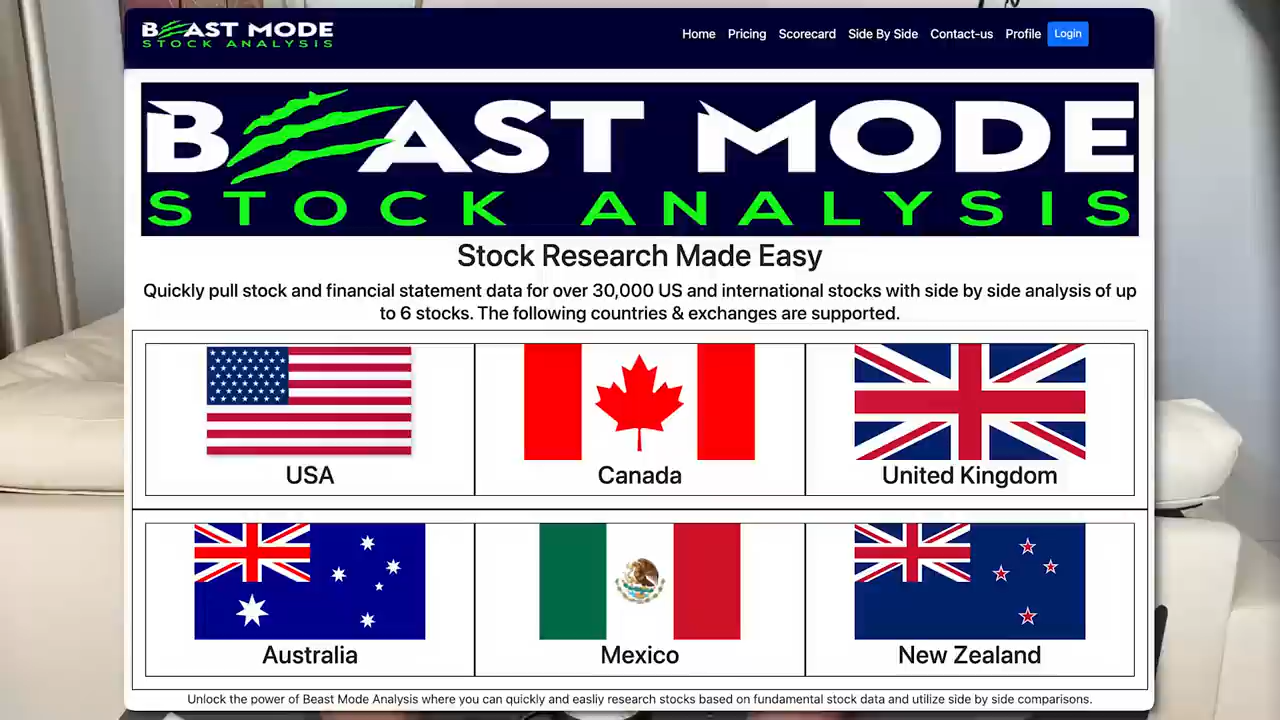 BEAST MODE
STOCK ANALYSIS
Home Pricing Scorecard Side By Side Contact-us Profile Login
BEAST MODE
STOCK ANALYSIS
Stock Research Made Easy
Quickly pull stock and financial statement data for over 30,000 US and international stocks with side by side analysis of up
to 6 stocks. The following countries & exchanges are supported.
USA Canada United Kingdom
Australia Mexico New Zealand
Unlock the power of Beast Mode Analysis where you can quickly and easliy research stocks based on fundamental stock data and utilize side by side comparisons.